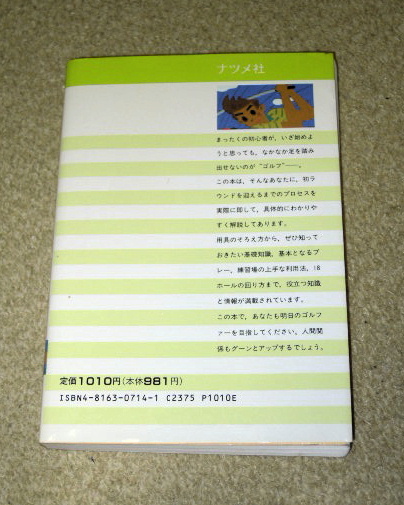 ナツメ社
まったくの初心者が、いざ始めよ
うと思っても、なかなか足を踏み
出せないのが“ゴルフ”──。
この本は、そんなあなたに、初ラ
ウンドを迎えるまでのプロセスを
実際に即して、具体的にわかりや
すく解説してあります。
用具のそろえ方から、ぜひ知って
おきたい基礎知識、基本となるプ
レー、練習場の上手な利用法、18
ホールの回り方まで、役立つ知識
と情報が満載されています。
この本で、あなたも明日のゴルフ
ァーを目指してください。人間関
係もグーンとアップするでしょう。
定価1010円(本体981円)
ISBN4-8163-0714-1 C2375 P1010E